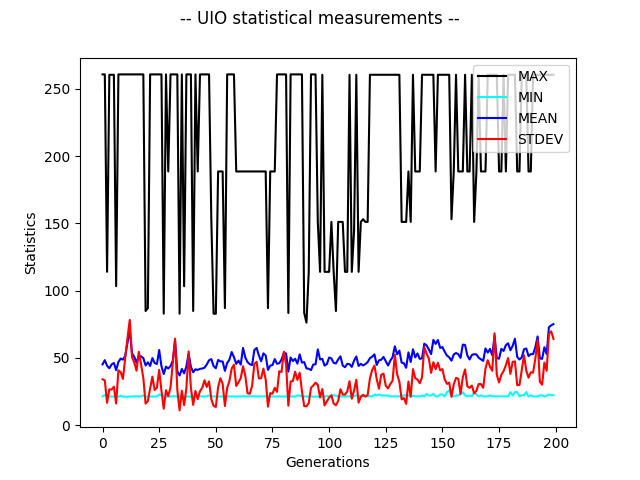 -- UIO statistical measurements --
MAX
MIN
MEAN
STDEV
Statistics
250
200
150
100
50
0
0 25 50 75 100 125 150 175 200
Generations